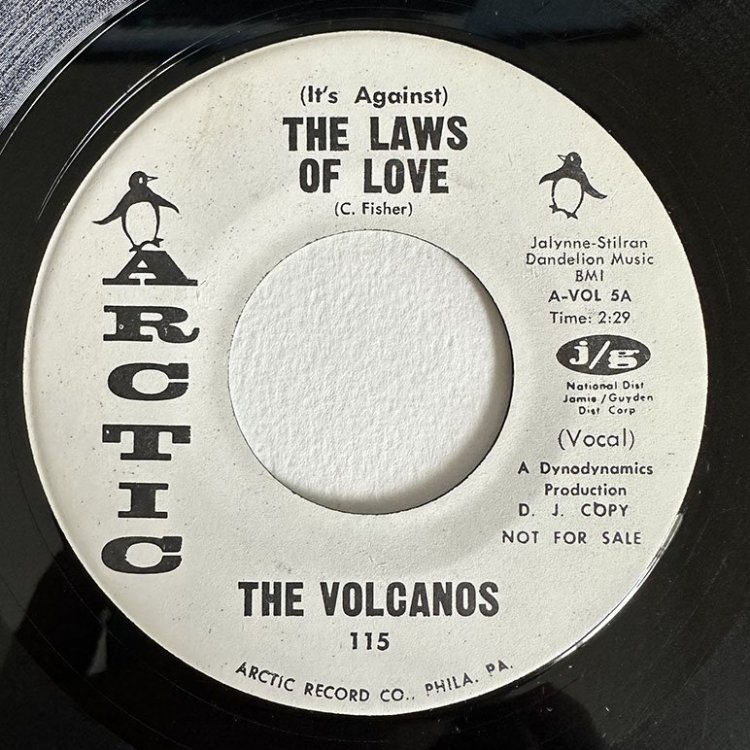 (It's Against)
THE LAWS
OF LOVE
(C. Fisher)
ARCTIC
Jalynne-Stilran
Dandelion Music
BMI
A-VOL 5A
Time: 2:29
j/g
National Dist
Jamie/Guyden
Dist Corp
(Vocal)
A Dynodynamics
Production
D. J. COPY
NOT FOR SALE
THE VOLCANOS
115
ARCTIC RECORD CO., PHILA. PA.